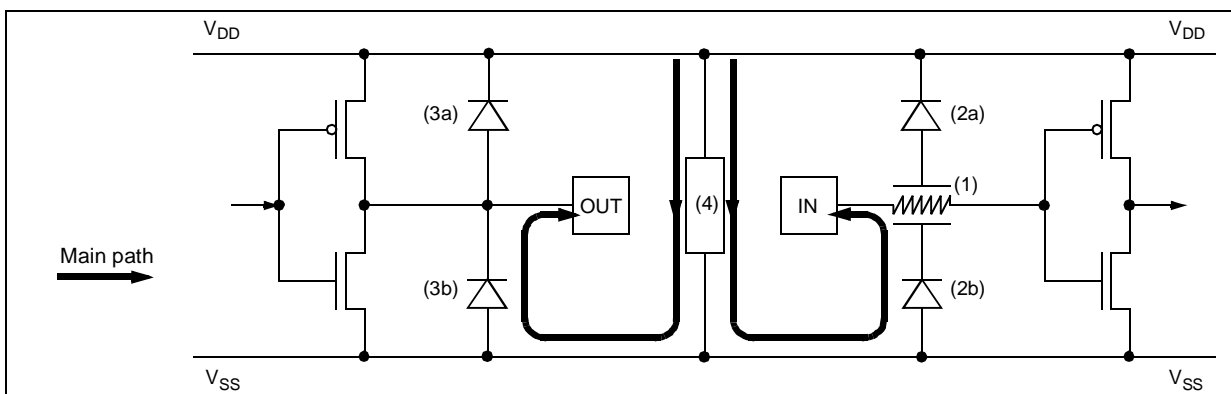 VDD
VDD
(3a)
(2a)
(1)
OUT
(4)
IN
Main path
(3b)
(2b)
VSS
VSS